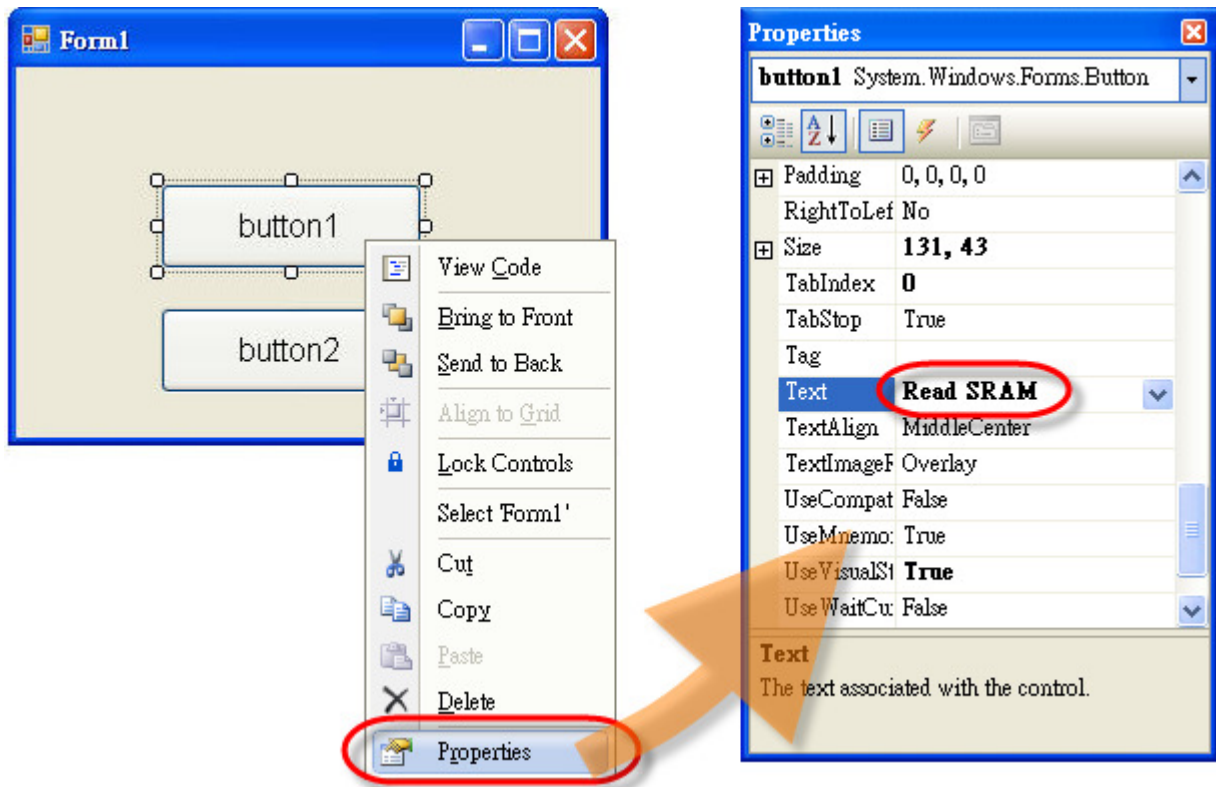 Form1
button1
button2
View Code
Bring to Front
Send to Back
Align to Grid
Lock Controls
Select 'Form1'
Cut
Copy
Paste
Delete
Properties
Properties
button1 System.Windows.Forms.Button
Padding 0, 0, 0, 0
RightToLef No
Size 131, 43
TabIndex 0
TabStop True
Tag
Text Read SRAM
TextAlign MiddleCenter
TextImageF Overlay
UseCompat False
UseMnemo: True
UseVisualSt True
UseWaitCu: False
Text
The text associated with the control.